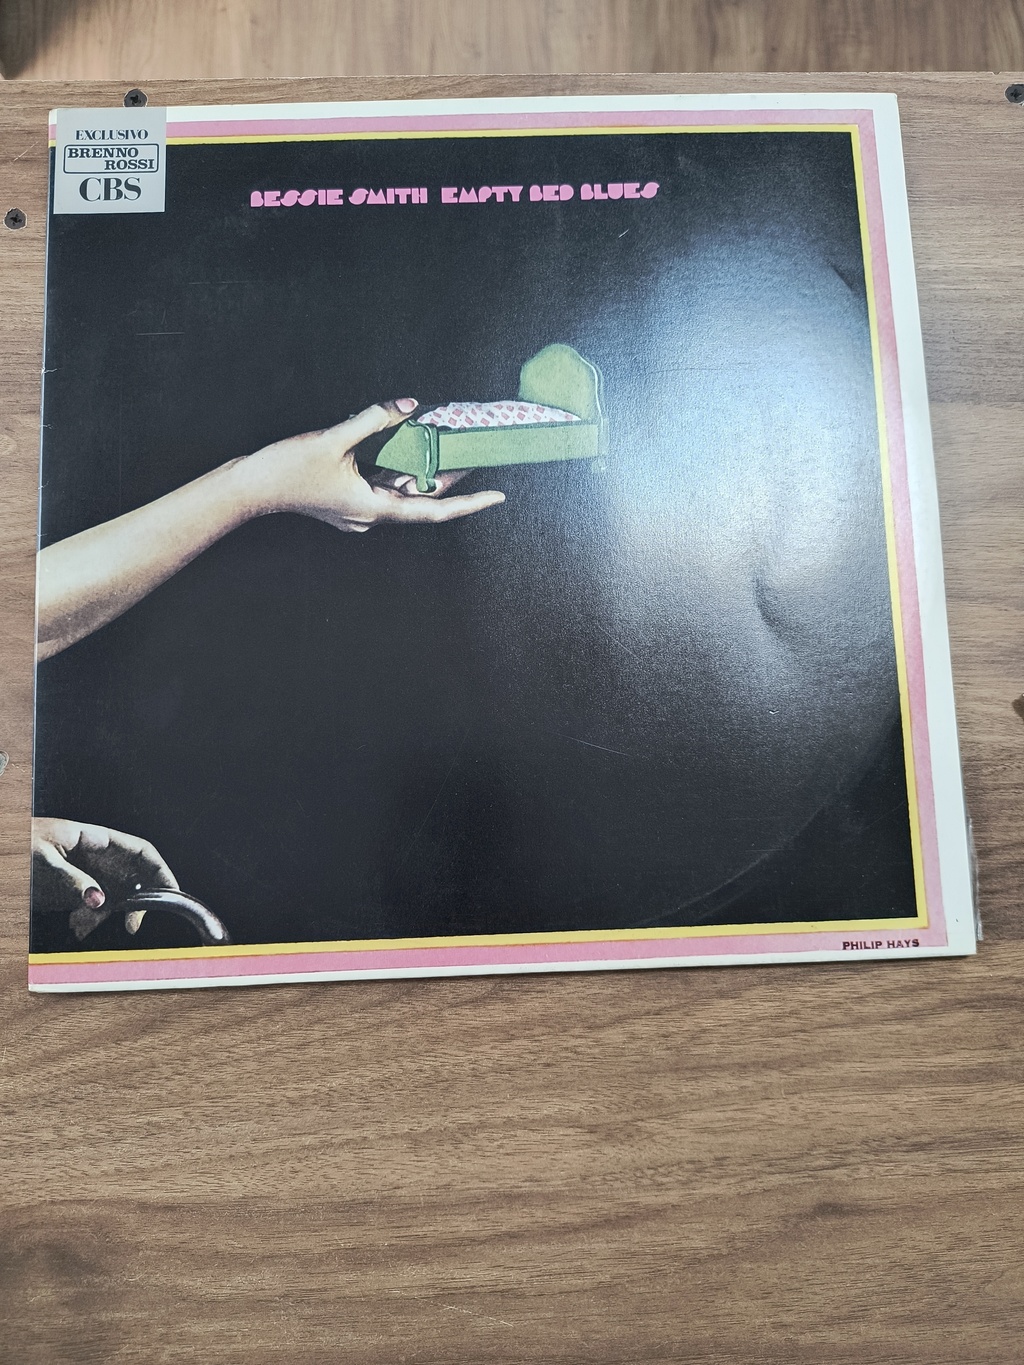 EXCLUSIVO
BRENNO
ROSSI
CBS
BESSIE SMITH EMPTY BED BLUES
PHILIP HAYS